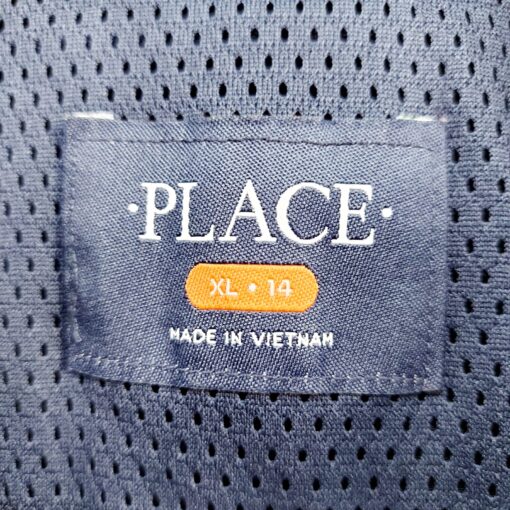 ·PLACE·
XL • 14
MADE IN VIETNAM